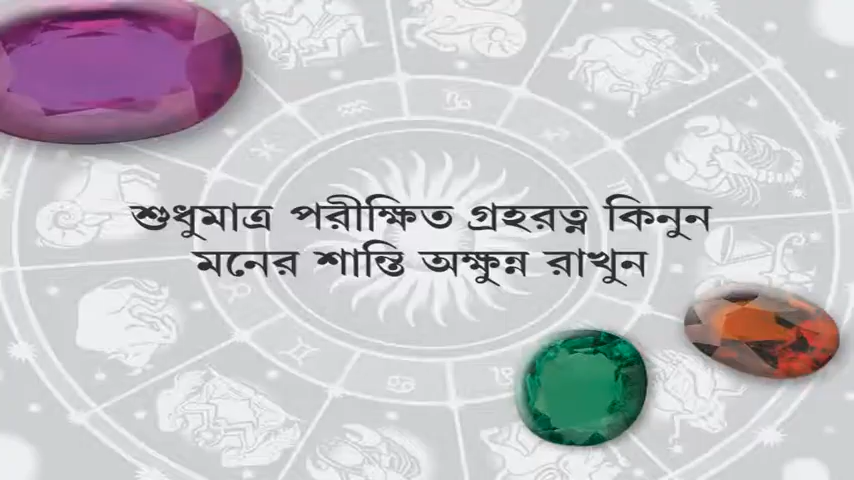 শুধুমাত্র পরীক্ষিত গ্রহরত্ন কিনুন
মনের শান্তি অক্ষুন্ন রাখুন